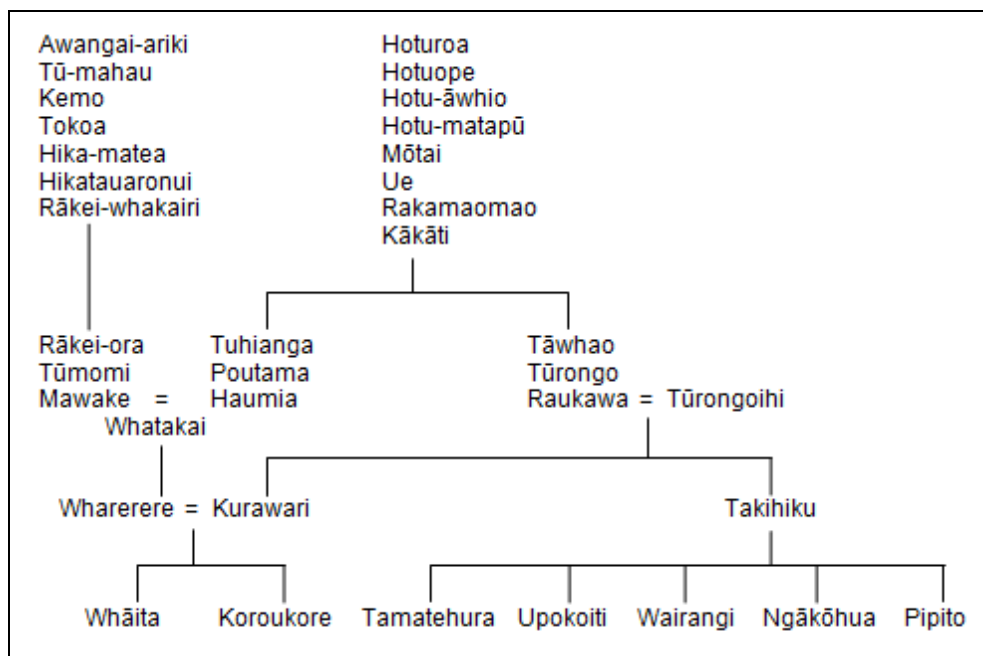 Awangai-ariki Hoturoa
Tū-mahau Hotuope
Kemo Hotu-āwhio
Tokoa Hotu-matapū
Hika-matea Mōtai
Hikatauaronui Ue
Rākei-whakairi Rakamaomao
Kākāti
Rākei-ora Tuhianga Tāwhao
Tūmomi Poutama Tūrongo
Mawake = Haumia Raukawa = Tūrongoihi
Whatakai
Wharerere = Kurawari Takihiku
Whāita Koroukore Tamatehura Upokoiti Wairangi Ngākōhua Pipito